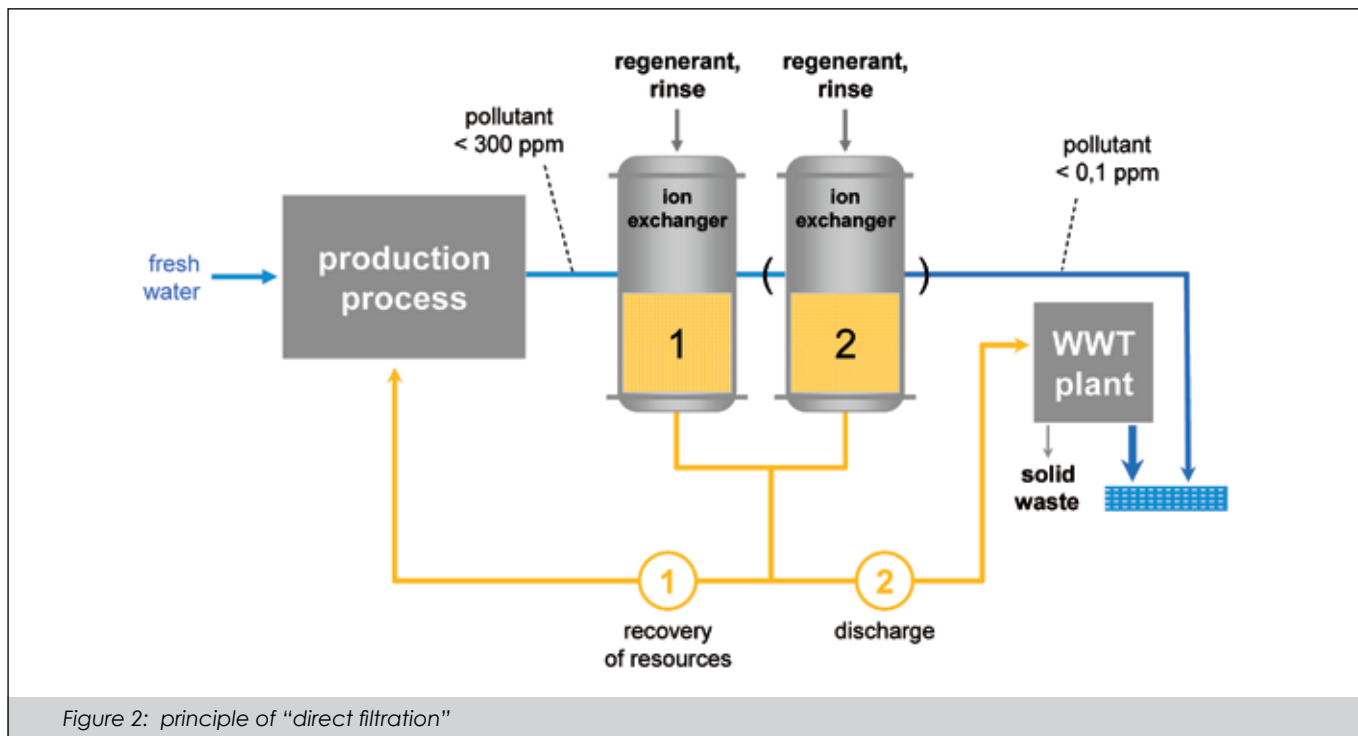 regenerant,
rinse
regenerant,
rinse
pollutant
< 300 ppm
pollutant
< 0,1 ppm
ion
exchanger
ion
exchanger
fresh
water
production
process
(
)
1
2
WWT
plant
solid
waste
1
2
recovery
of resources
discharge
Figure 2: principle of “direct filtration”